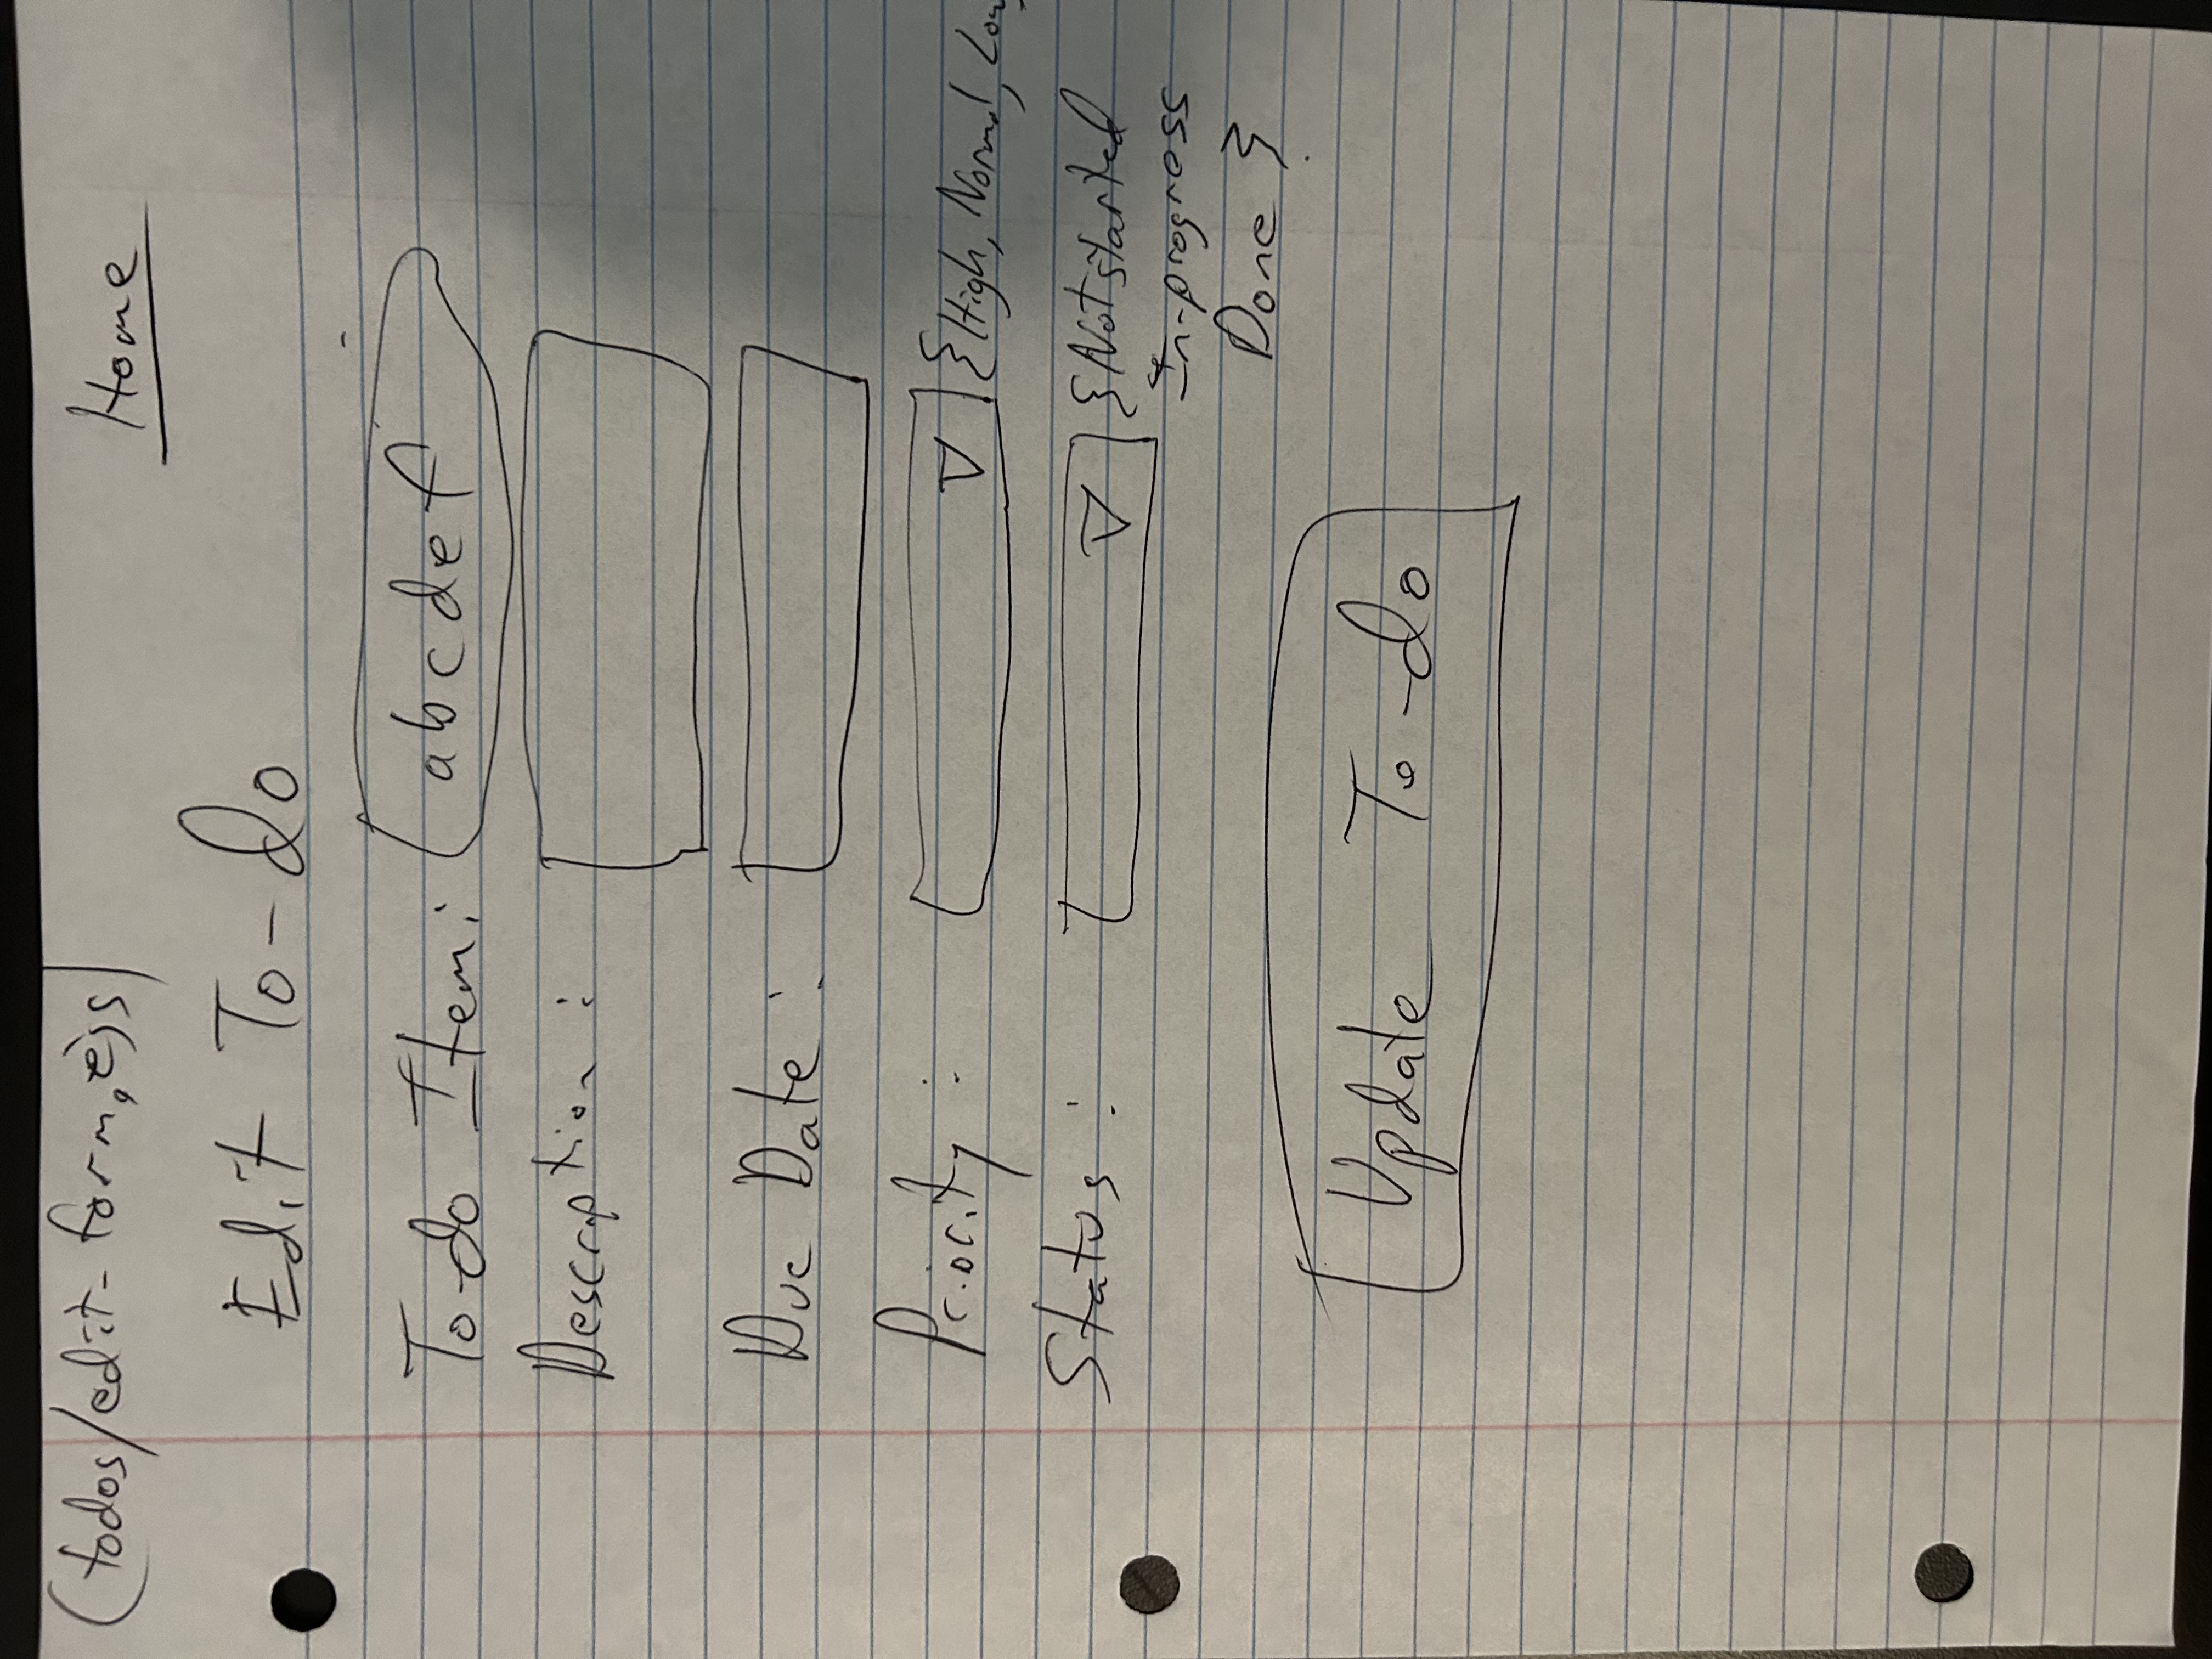 (todos/edit-form.ejs)
Home
Edit To-do
To-do Item: abcdef
Description:
Due Date:
Priority: {High, Normal, Low,
Status: {Not started
In-progress
Done }
Update To-do